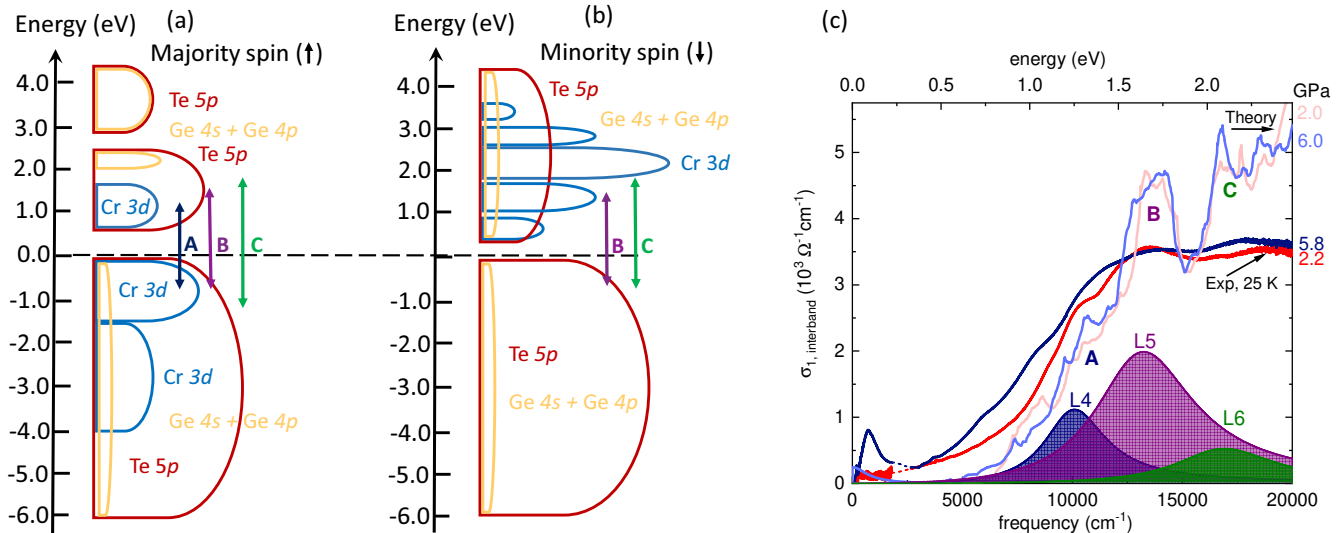 Energy (eV)
(a)
Majority spin (↑)
4.0
3.0
2.0
1.0
0.0
-1.0
-2.0
-3.0
-4.0
-5.0
-6.0
Te 5p
Ge 4s + Ge 4p
Te 5p
Cr 3d
A
B
C
Cr 3d
Cr 3d
Ge 4s + Ge 4p
Te 5p
Energy (eV)
(b)
Minority spin (↓)
4.0
3.0
2.0
1.0
0.0
-1.0
-2.0
-3.0
-4.0
-5.0
-6.0
Te 5p
Ge 4s + Ge 4p
Cr 3d
B
C
Te 5p
Ge 4s + Ge 4p
(c)
energy (eV)
0.0 0.4 0.9 1.3 1.7 2.1
GPa
2.0
6.0
Theory
5
4
3
2
1
0
σ1, interband (10³ Ω⁻¹cm⁻¹)
B
C
A
5.8
2.2
Exp, 25 K
L4
L5
L6
0 5000 10000 15000 20000
frequency (cm⁻¹)